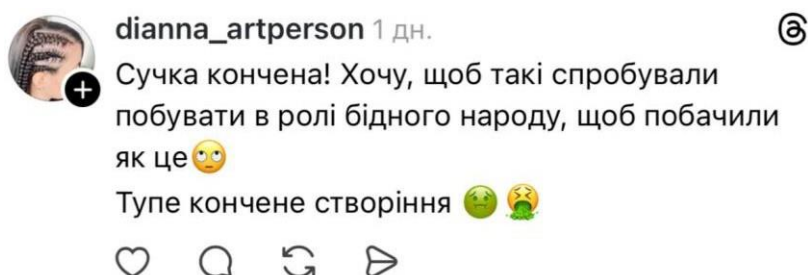 dianna_artperson 1 дн.
Сучка кончена! Хочу, щоб такі спробували
побувати в ролі бідного народу, щоб побачили
як це🙄
Тупе кончене створіння 🤢 🤮